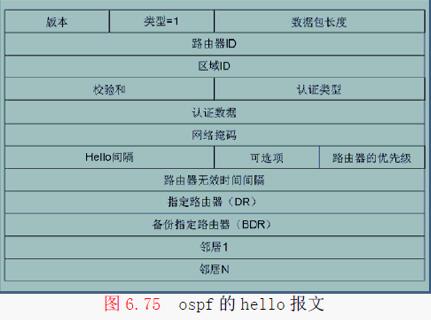 版本 类型=1 数据包长度
路由器ID
区域ID
校验和 认证类型
认证数据
网络掩码
Hello间隔 可选项 路由器的优先级
路由器无效时间间隔
指定路由器（DR）
备份指定路由器（BDR）
邻居1
邻居N
图 6.75 ospf 的 hello 报文